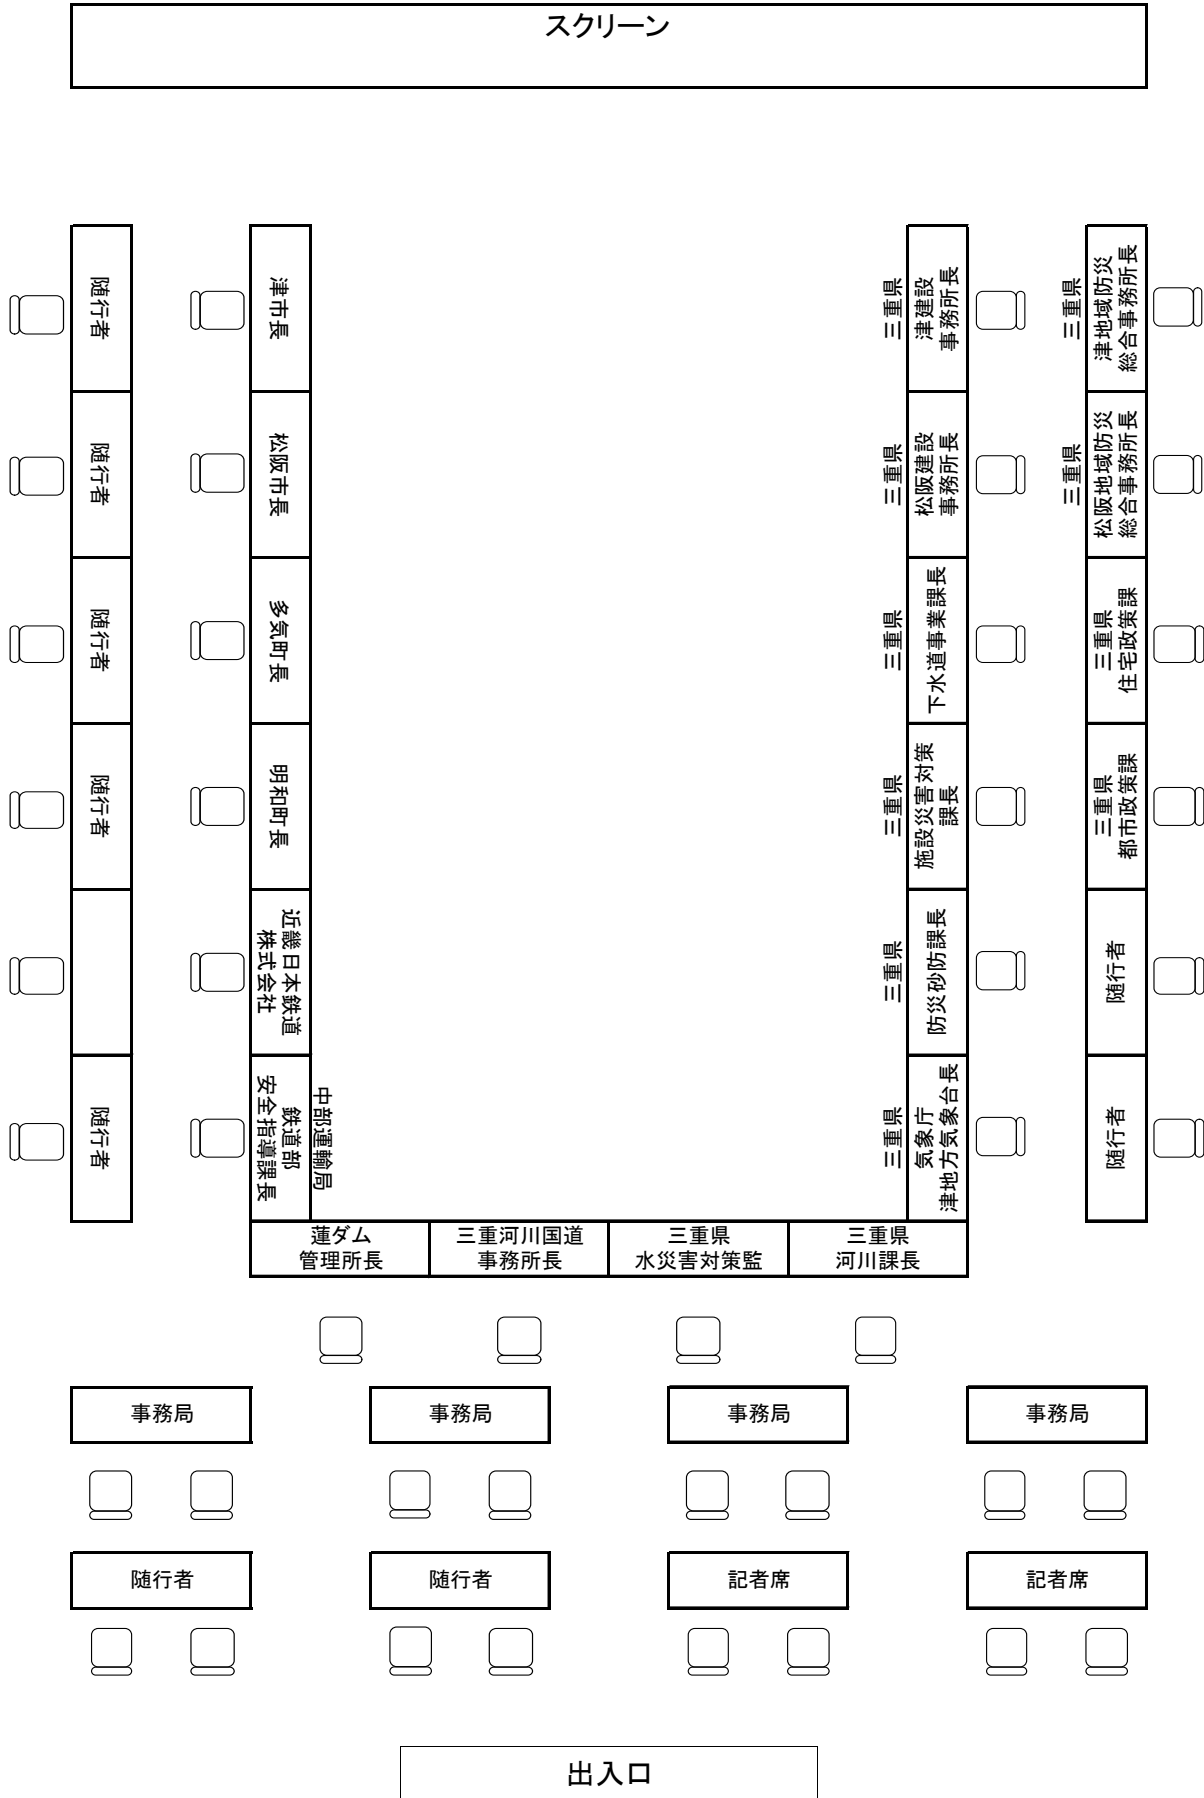 スクリーン
随行者
随行者
随行者
随行者
随行者
津市長
松阪市長
多気町長
明和町長
近畿日本鉄道
株式会社
中部運輸局
鉄道部
安全指導課長
三重県
津建設
事務所長
三重県
松阪建設
事務所長
三重県
下水道事業課長
三重県
施設災害対策
課長
三重県
防災砂防課長
三重県
気象庁
津地方気象台長
三重県
津地域防災
総合事務所長
三重県
松阪地域防災
総合事務所長
三重県
住宅政策課
三重県
都市政策課
随行者
随行者
蓮ダム
管理所長
三重河川国道
事務所長
三重県
水災害対策監
三重県
河川課長
事務局
事務局
事務局
事務局
随行者
随行者
記者席
記者席
出入口